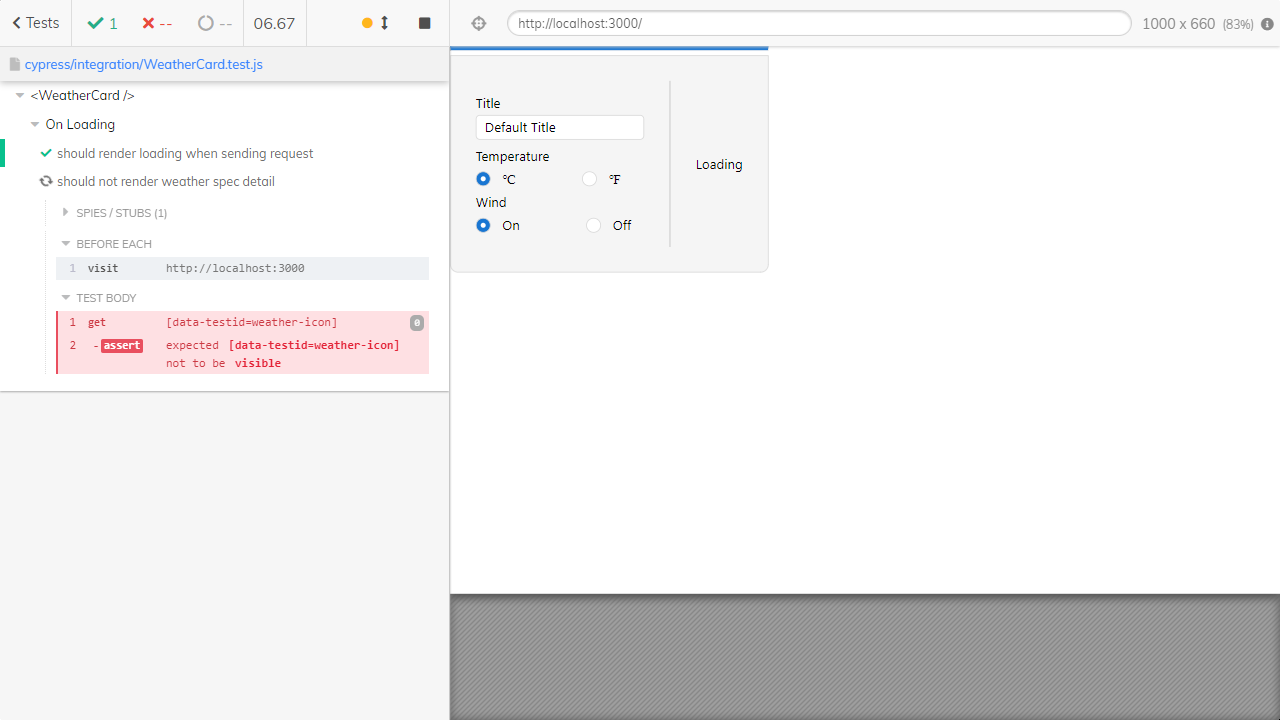 Tests
1
--
--
06.67
http://localhost:3000/
1000 x 660 (83%)
cypress/integration/WeatherCard.test.js
<WeatherCard />
On Loading
should render loading when sending request
should not render weather spec detail
SPIES / STUBS (1)
BEFORE EACH
1 visit http://localhost:3000
TEST BODY
1 get [data-testid=weather-icon] 0
2 -assert expected [data-testid=weather-icon]
not to be visible
Title
Default Title
Temperature
℃ ℉
Wind
On Off
Loading